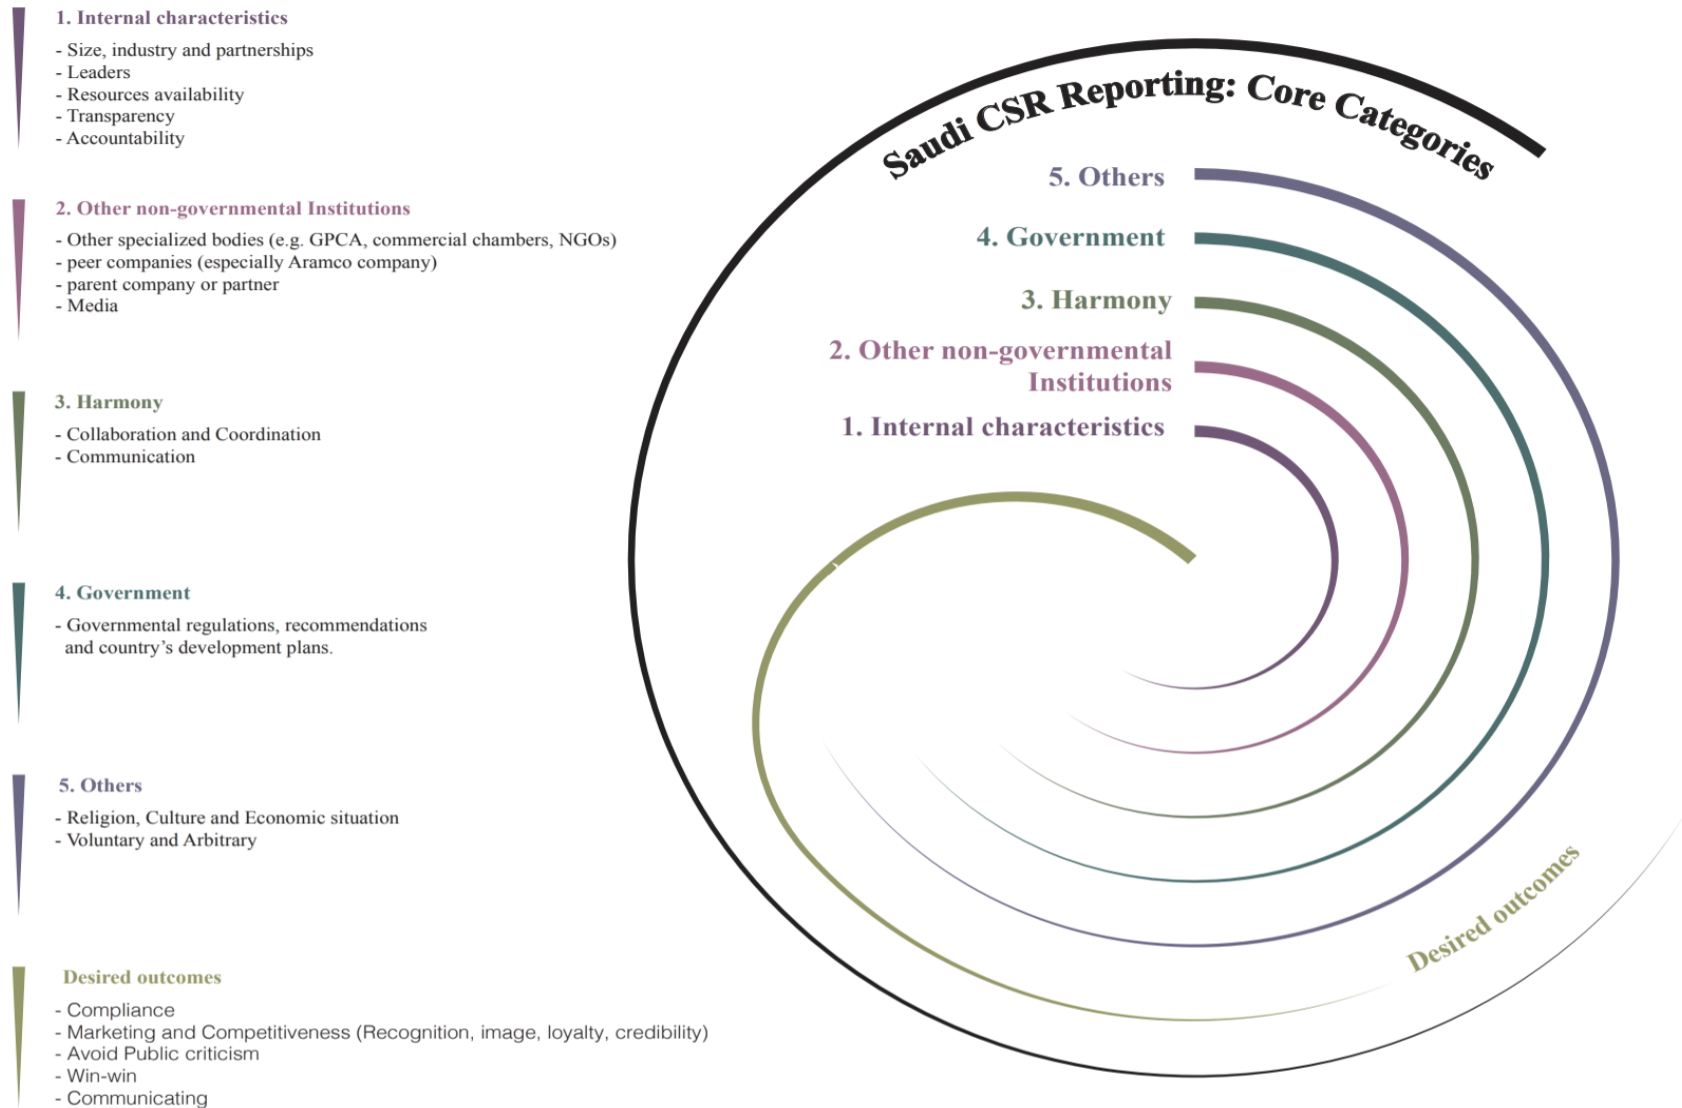 1. Internal characteristics
- Size, industry and partnerships
- Leaders
- Resources availability
- Transparency
- Accountability
2. Other non-governmental Institutions
- Other specialized bodies (e.g. GPCA, commercial chambers, NGOs)
- peer companies (especially Aramco company)
- parent company or partner
- Media
3. Harmony
- Collaboration and Coordination
- Communication
4. Government
- Governmental regulations, recommendations
and country’s development plans.
5. Others
- Religion, Culture and Economic situation
- Voluntary and Arbitrary
Desired outcomes
- Compliance
- Marketing and Competitiveness (Recognition, image, loyalty, credibility)
- Avoid Public criticism
- Win-win
- Communicating
Saudi CSR Reporting: Core Categories
5. Others
4. Government
3. Harmony
2. Other non-governmental
Institutions
1. Internal characteristics
Desired outcomes